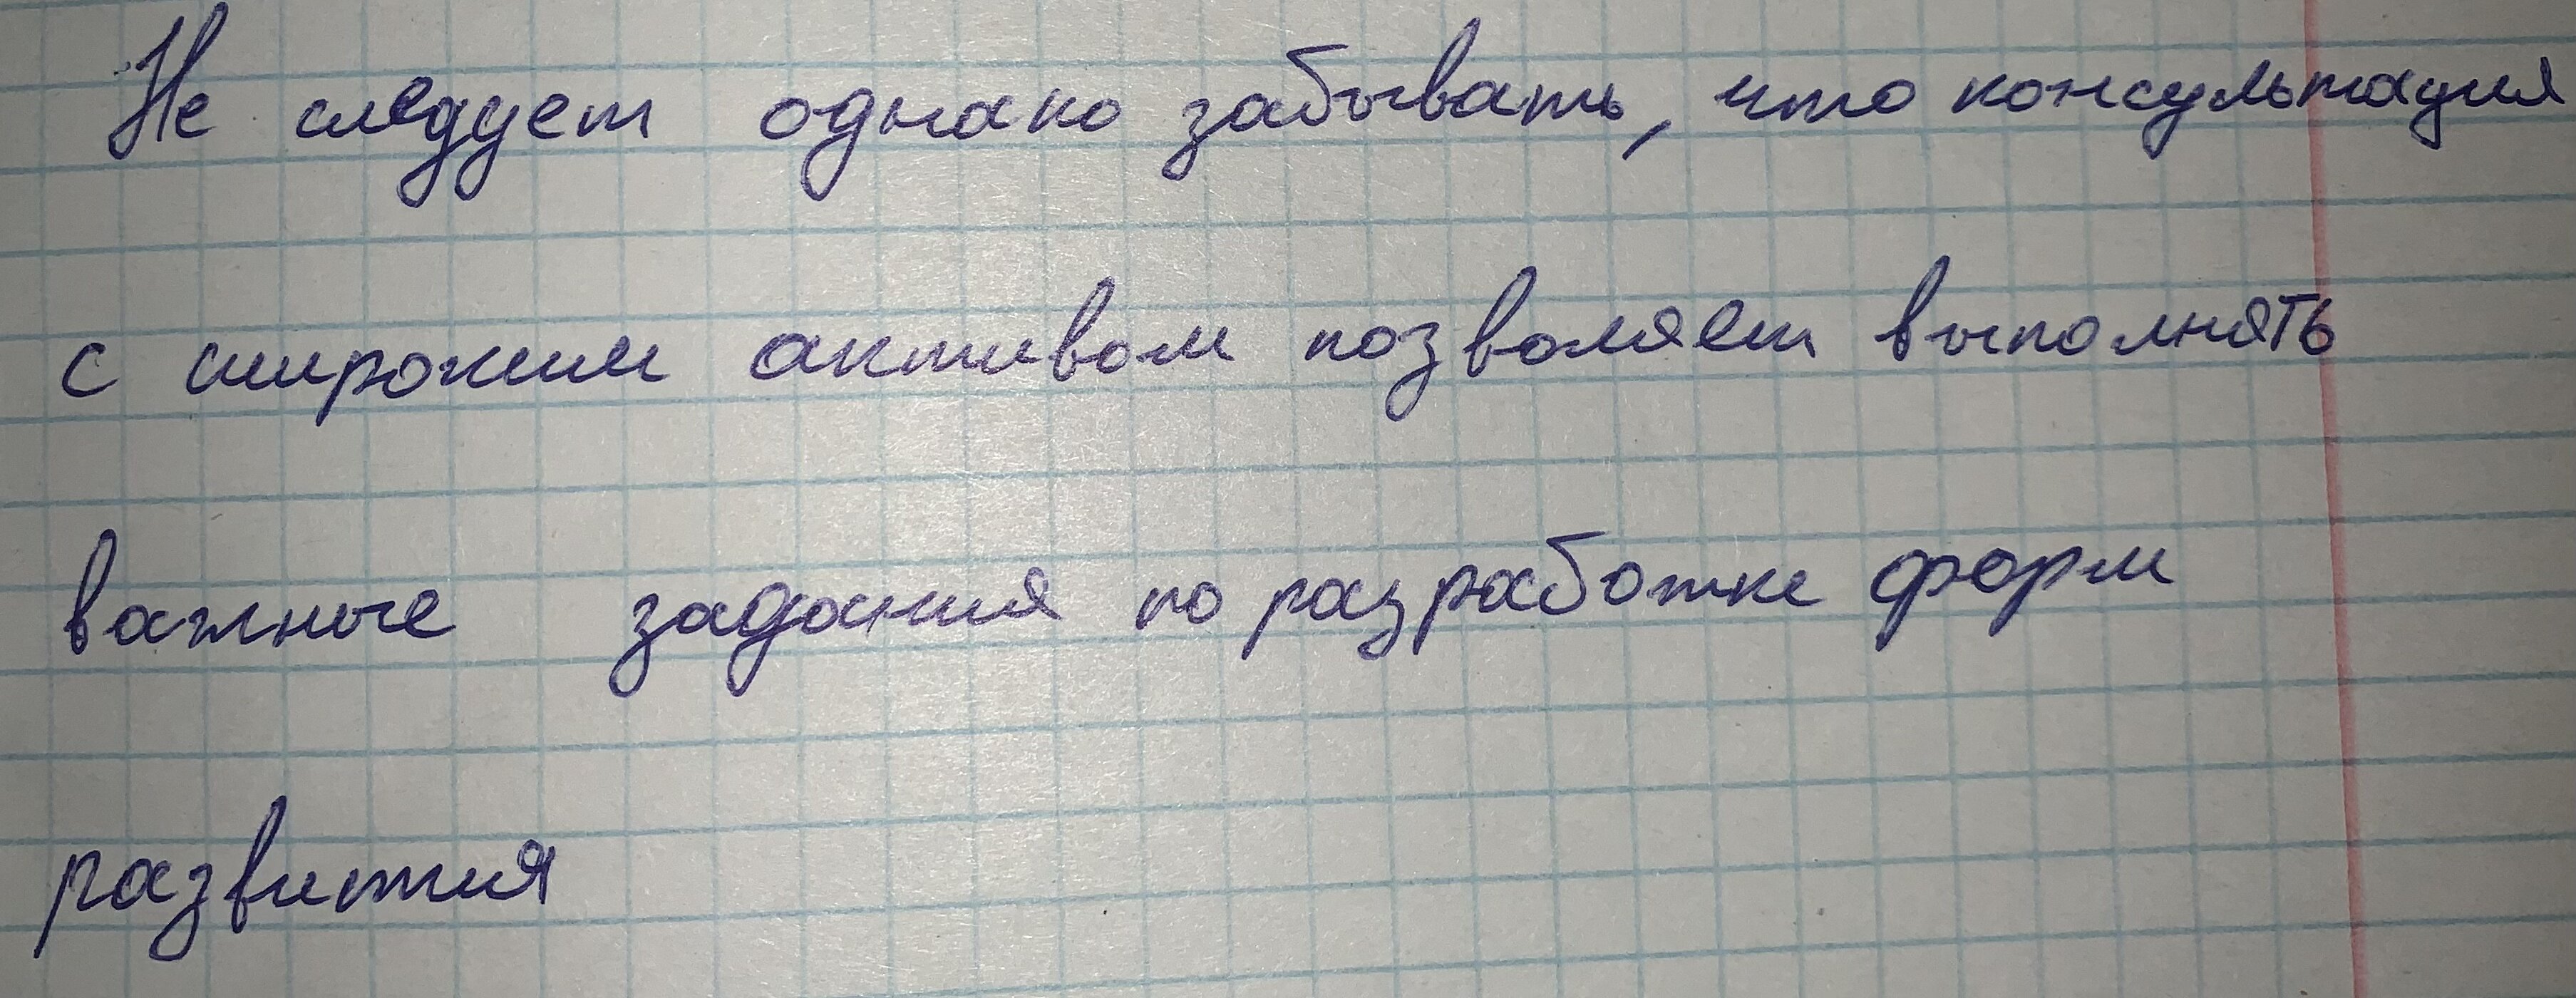 Не следует однако забывать, что консультация
с широким активом позволяет выполнять
важные задания по разработке форм
развития